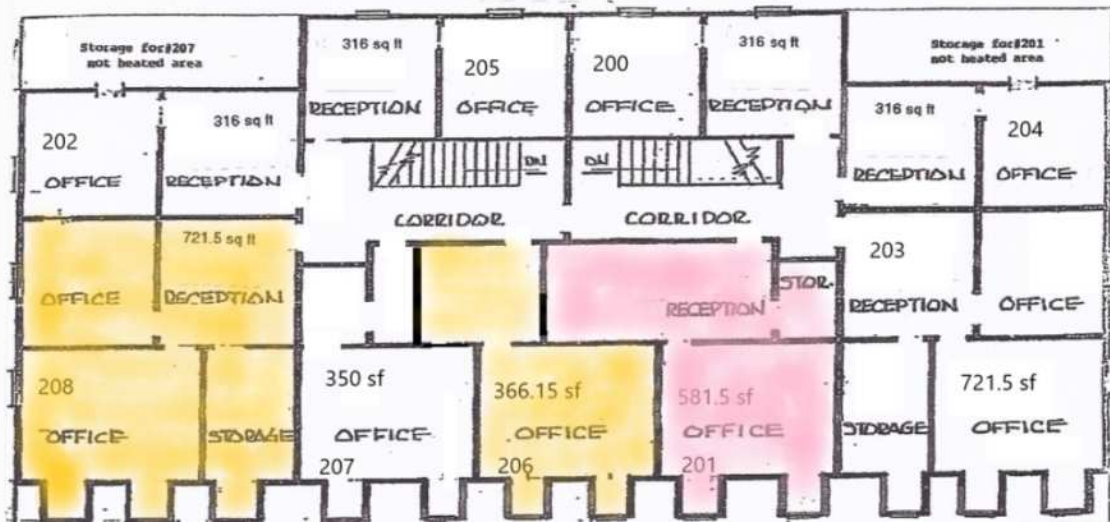 Storage for#207
not heated area
316 sq ft
205
200
316 sq ft
Storage for#201
not heated area
RECEPTION
OFFICE
OFFICE
RECEPTION
202
316 sq ft
316 sq ft
204
OFFICE
RECEPTION
DN
DN
RECEPTION
OFFICE
CORRIDOR
CORRIDOR
721.5 sq ft
203
OFFICE
RECEPTION
RECEPTION
STOR.
RECEPTION
OFFICE
208
350 sf
366.15 sf
581.5 sf
721.5 sf
OFFICE
STORAGE
OFFICE
OFFICE
OFFICE
STORAGE
OFFICE
207
206
201